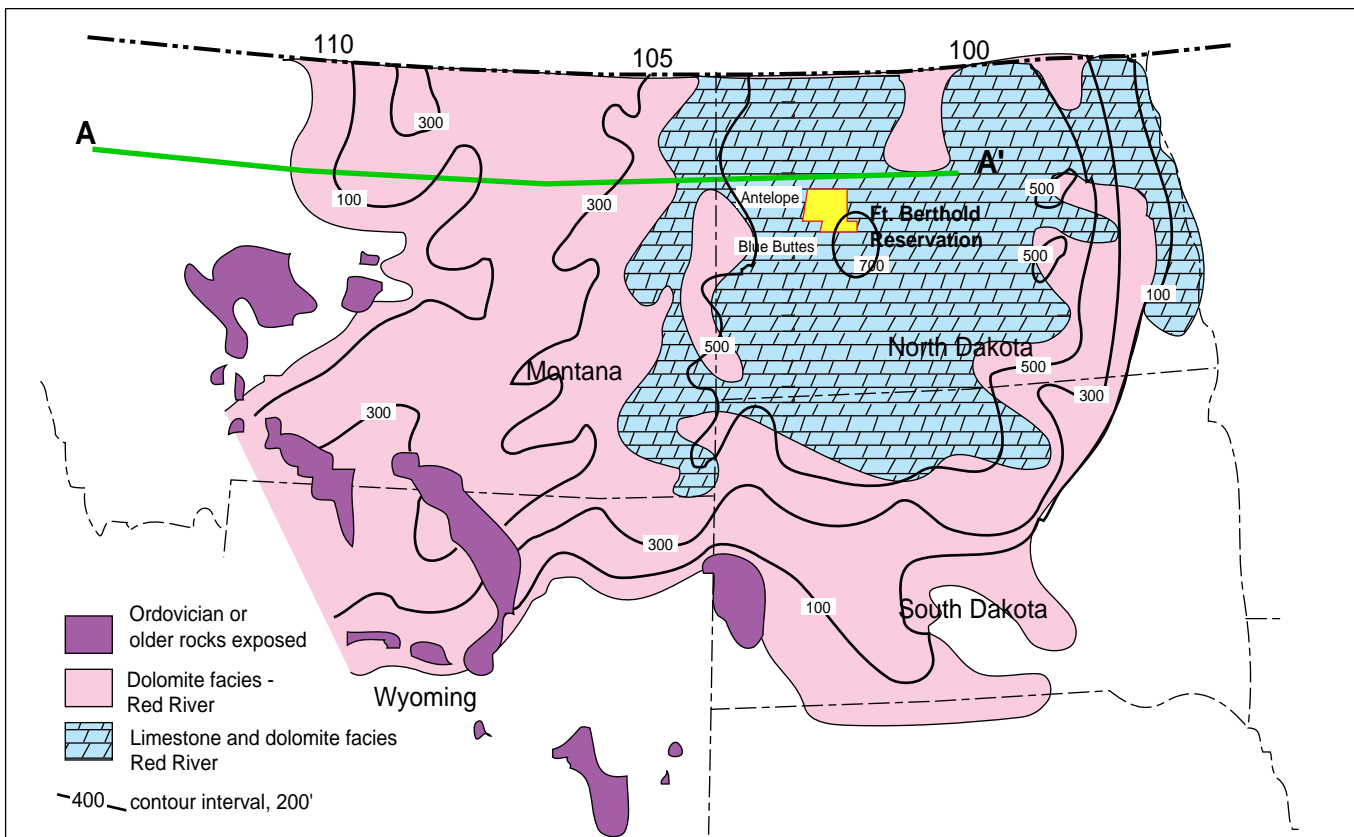 110
105
100
A
A'
300
100
300
500
Antelope
Ft. Berthold
Reservation
Blue Buttes
700
500
100
500
North Dakota
500
300
Montana
300
300
100
South Dakota
Wyoming
Ordovician or
older rocks exposed
Dolomite facies -
Red River
Limestone and dolomite facies
Red River
400 contour interval, 200'